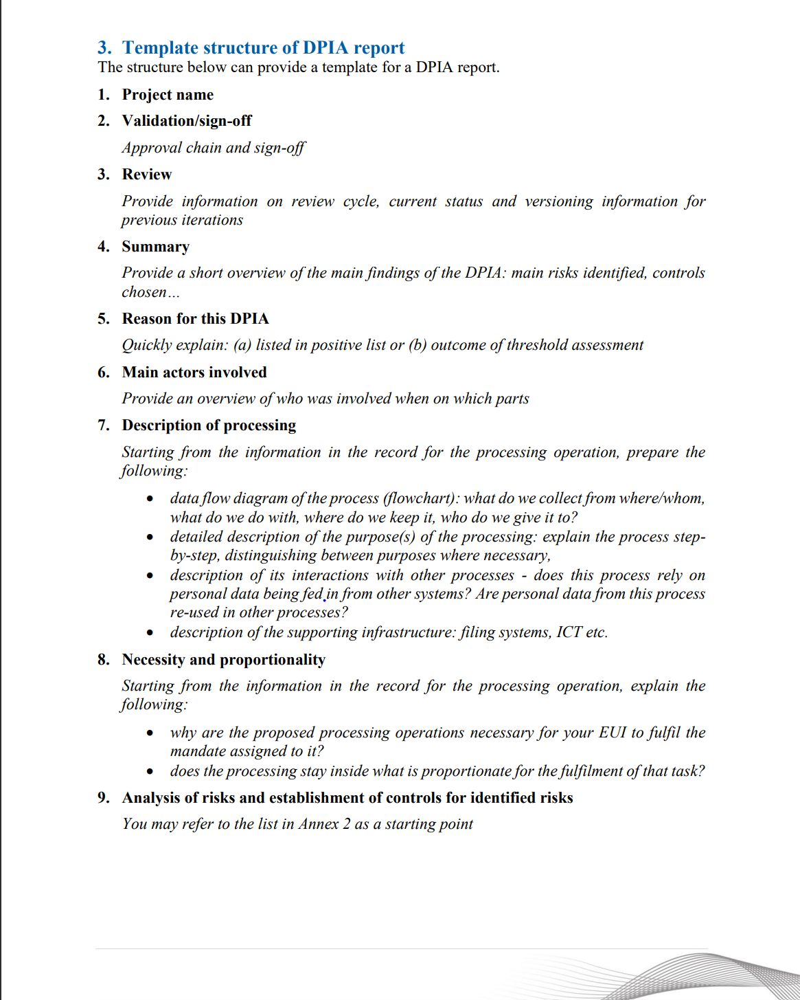 3. Template structure of DPIA report
The structure below can provide a template for a DPIA report.
1. Project name
2. Validation/sign-off
Approval chain and sign-off
3. Review
Provide information on review cycle, current status and versioning information for
previous iterations
4. Summary
Provide a short overview of the main findings of the DPIA: main risks identified, controls
chosen…
5. Reason for this DPIA
Quickly explain: (a) listed in positive list or (b) outcome of threshold assessment
6. Main actors involved
Provide an overview of who was involved when on which parts
7. Description of processing
Starting from the information in the record for the processing operation, prepare the
following:
• data flow diagram of the process (flowchart): what do we collect from where/whom,
what do we do with, where do we keep it, who do we give it to?
• detailed description of the purpose(s) of the processing: explain the process step-
by-step, distinguishing between purposes where necessary,
• description of its interactions with other processes - does this process rely on
personal data being fed in from other systems? Are personal data from this process
re-used in other processes?
• description of the supporting infrastructure: filing systems, ICT etc.
8. Necessity and proportionality
Starting from the information in the record for the processing operation, explain the
following:
• why are the proposed processing operations necessary for your EUI to fulfil the
mandate assigned to it?
• does the processing stay inside what is proportionate for the fulfilment of that task?
9. Analysis of risks and establishment of controls for identified risks
You may refer to the list in Annex 2 as a starting point